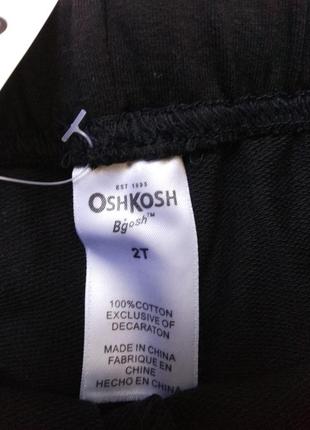 EST 1895
OSHKOSH
B'gosh™
2T
100%COTTON
EXCLUSIVE OF
DECARATON
MADE IN CHINA
FABRIQUE EN
CHINE
HECHO EN CHINA